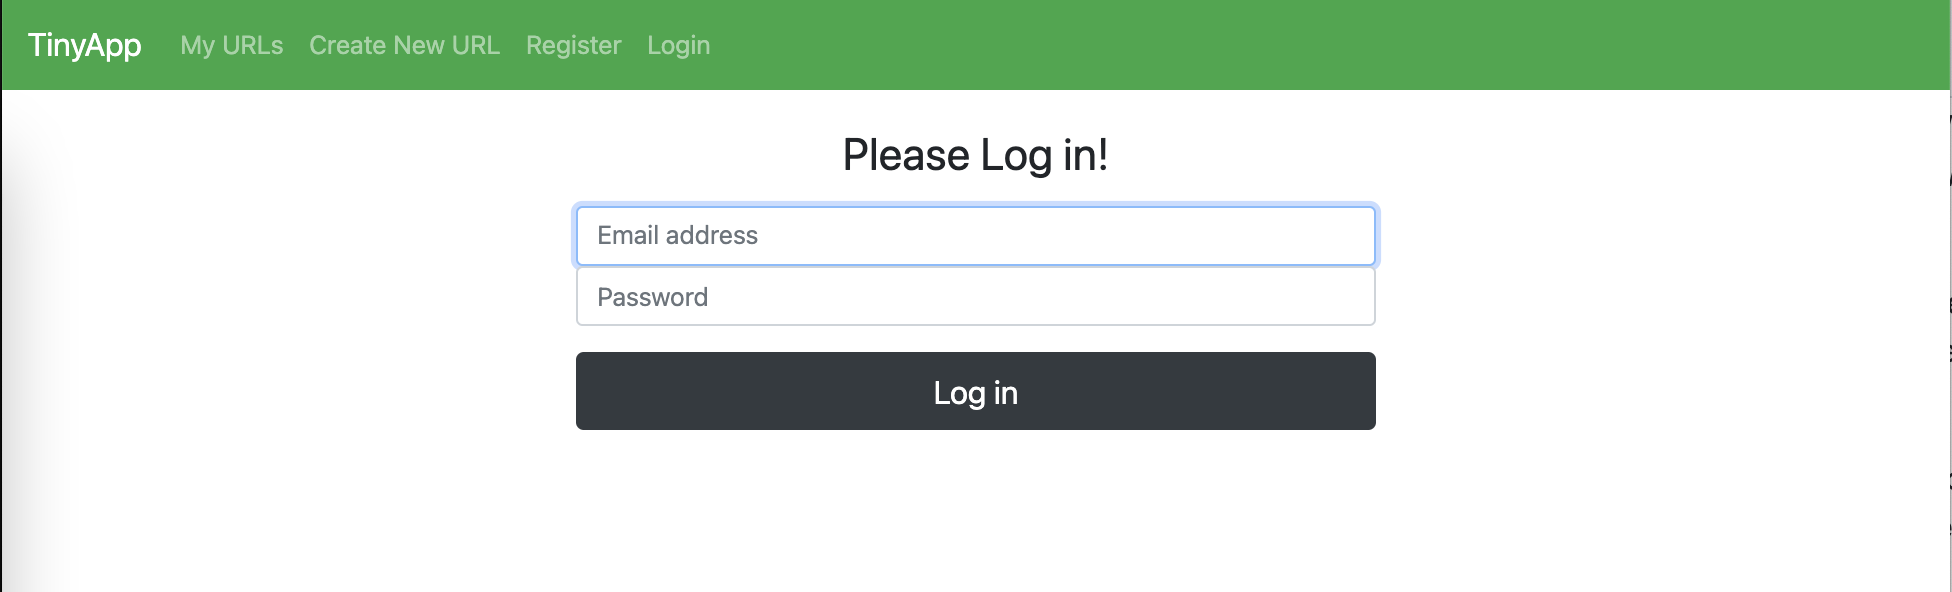 TinyApp My URLs Create New URL Register Login
Please Log in!
Email address
Password
Log in